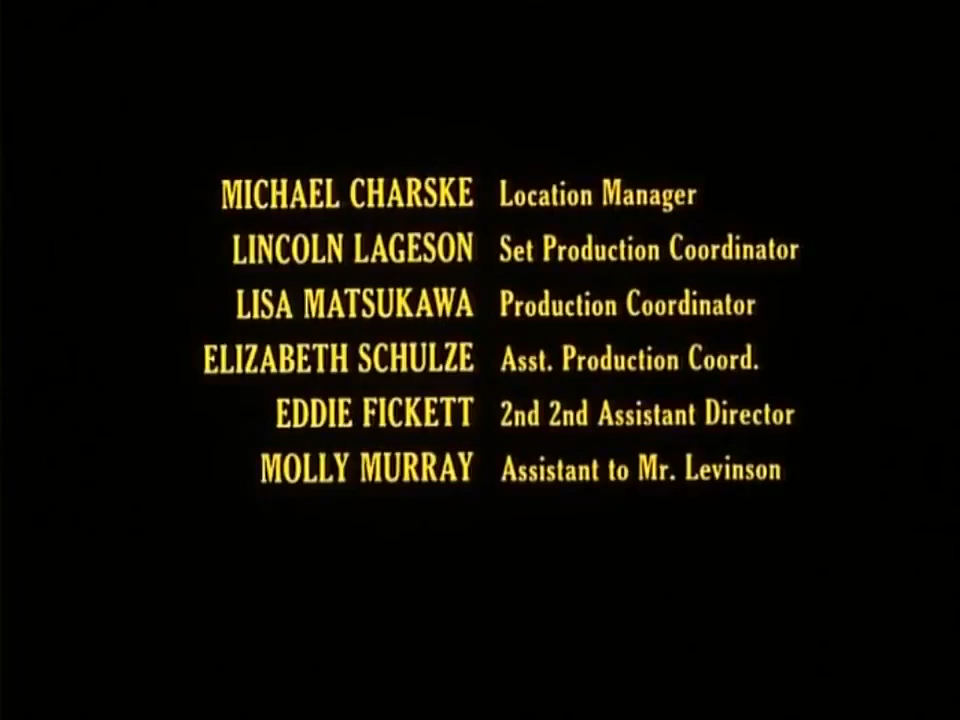 MICHAEL CHARSKE Location Manager
LINCOLN LAGESON Set Production Coordinator
LISA MATSUKAWA Production Coordinator
ELIZABETH SCHULZE Asst. Production Coord.
EDDIE FICKETT 2nd 2nd Assistant Director
MOLLY MURRAY Assistant to Mr. Levinson